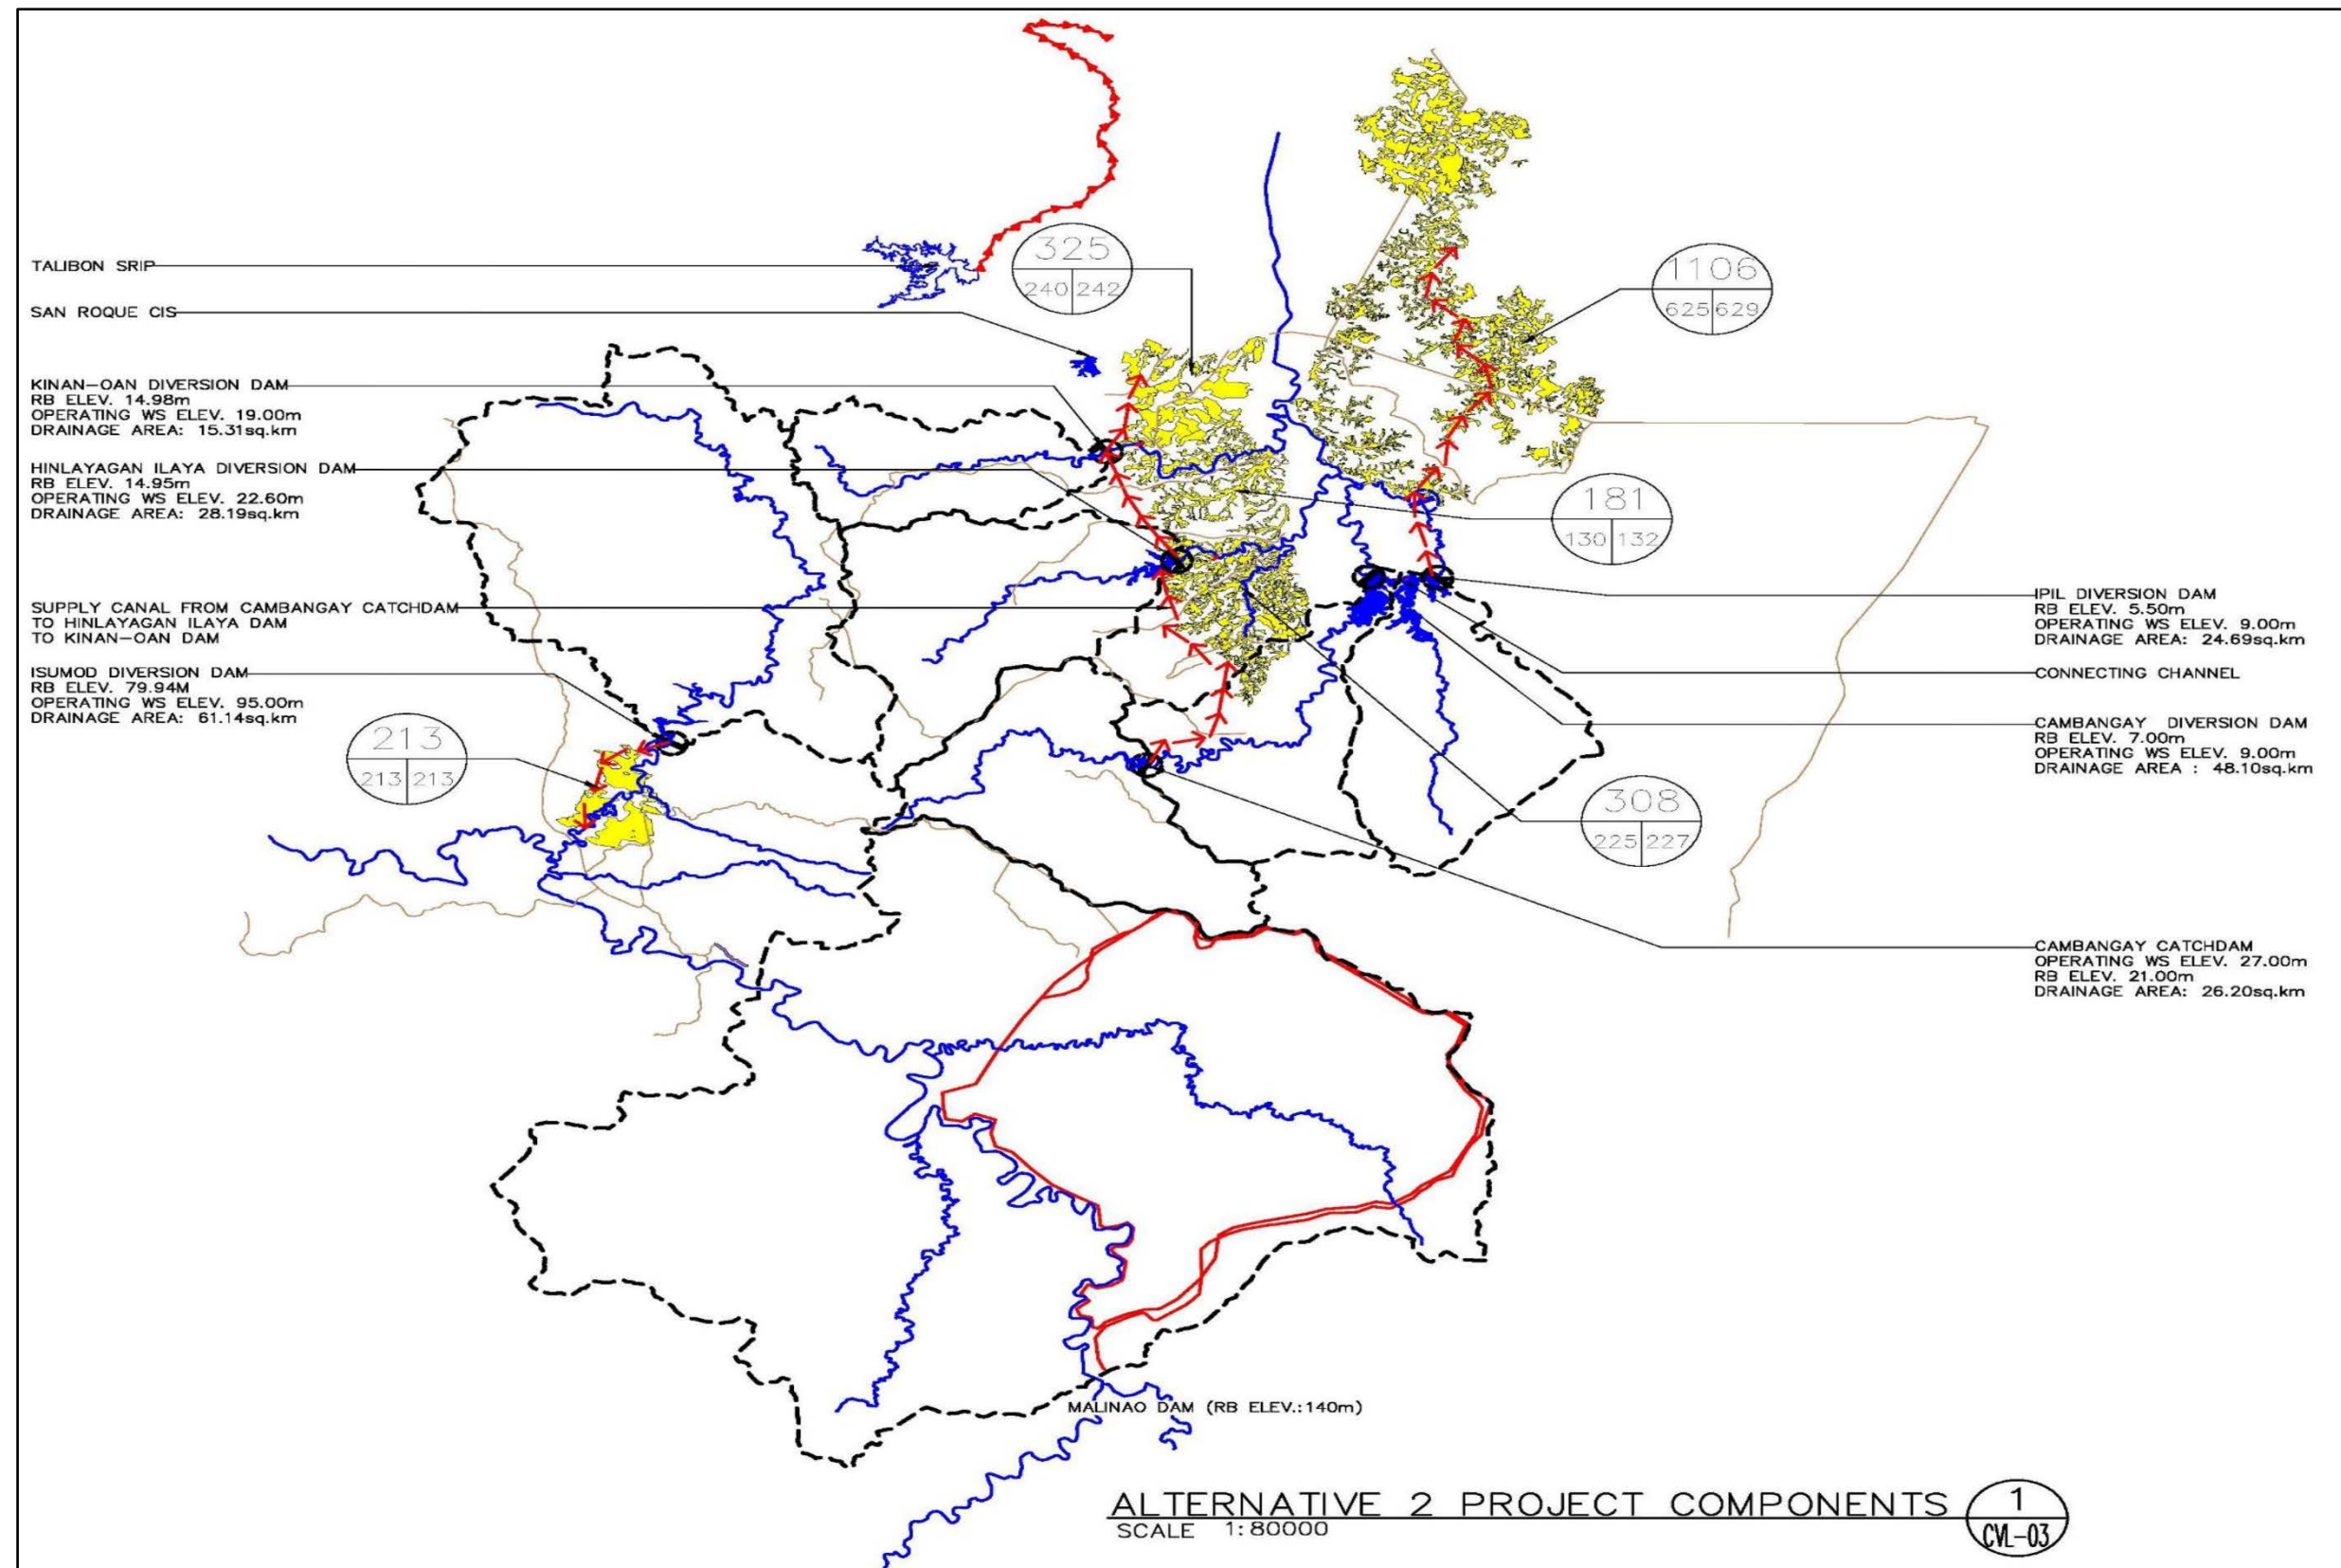 TALIBON SRIP
SAN ROQUE CIS
KINAN-OAN DIVERSION DAM
RB ELEV. 14.98m
OPERATING WS ELEV. 19.00m
DRAINAGE AREA: 15.31sq.km
HINLAYAGAN ILAYA DIVERSION DAM
RB ELEV. 14.95m
OPERATING WS ELEV. 22.60m
DRAINAGE AREA: 28.19sq.km
SUPPLY CANAL FROM CAMBANGAY CATCHDAM
TO HINLAYAGAN ILAYA DAM
TO KINAN-OAN DAM
ISUMOD DIVERSION DAM
RB ELEV. 79.94M
OPERATING WS ELEV. 95.00m
DRAINAGE AREA: 61.14sq.km
213
213 213
325
240 242
1106
625 629
181
130 132
308
225 227
IPIL DIVERSION DAM
RB ELEV. 5.50m
OPERATING WS ELEV. 9.00m
DRAINAGE AREA: 24.69sq.km
CONNECTING CHANNEL
CAMBANGAY DIVERSION DAM
RB ELEV. 7.00m
OPERATING WS ELEV. 9.00m
DRAINAGE AREA : 48.10sq.km
CAMBANGAY CATCHDAM
OPERATING WS ELEV. 27.00m
RB ELEV. 21.00m
DRAINAGE AREA: 26.20sq.km
MALINAO DAM (RB ELEV.:140m)
ALTERNATIVE 2 PROJECT COMPONENTS
SCALE 1:80000
1
CVL-03